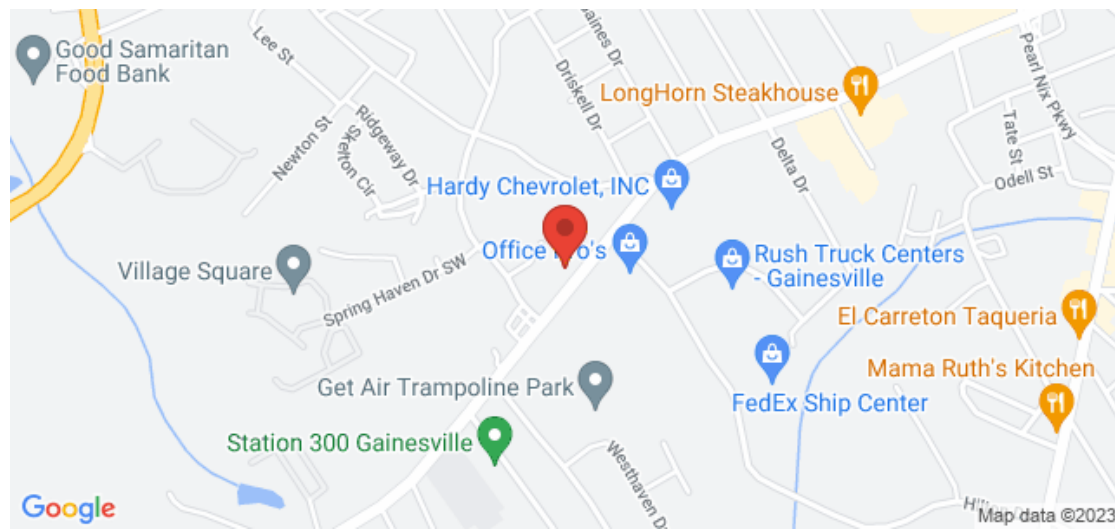 Good Samaritan
Food Bank
Lee St
Gaines Dr
Driskell Dr
LongHorn Steakhouse
Pearl Nix Pkwy
Tate St
Odell St
Delta Dr
Newton St
Ridgeway Dr
Skelton Cir
Hardy Chevrolet, INC
Office
o's
Rush Truck Centers
- Gainesville
Village Square
Spring Haven Dr SW
El Carreton Taqueria
Mama Ruth's Kitchen
Get Air Trampoline Park
FedEx Ship Center
Station 300 Gainesville
Westhaven Dr
Google
Map data ©2023